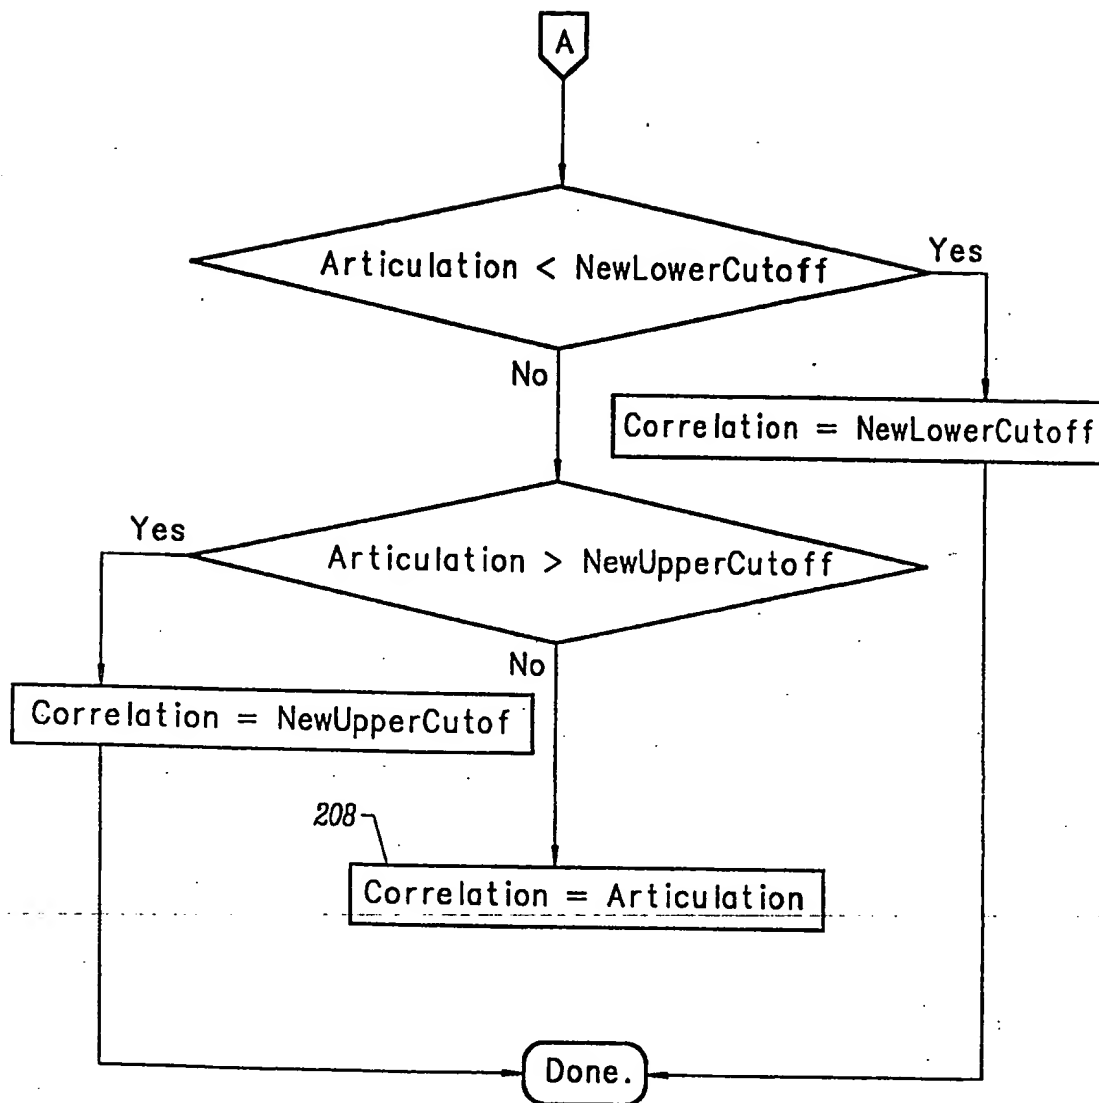 A
Articulation < NewLowerCutoff
Yes
No
Correlation = NewLowerCutoff
Yes
Articulation > NewUpperCutoff
No
Correlation = NewUpperCutof
208
Correlation = Articulation
Done.